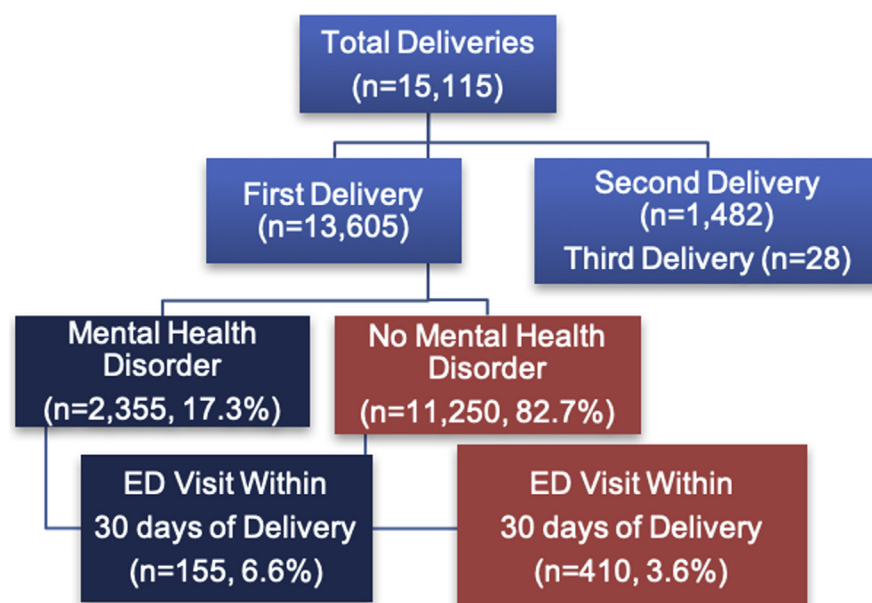 Total Deliveries
(n=15,115)
First Delivery
(n=13,605)
Second Delivery
(n=1,482)
Third Delivery (n=28)
Mental Health
Disorder
(n=2,355, 17.3%)
No Mental Health
Disorder
(n=11,250, 82.7%)
ED Visit Within
30 days of Delivery
(n=155, 6.6%)
ED Visit Within
30 days of Delivery
(n=410, 3.6%)